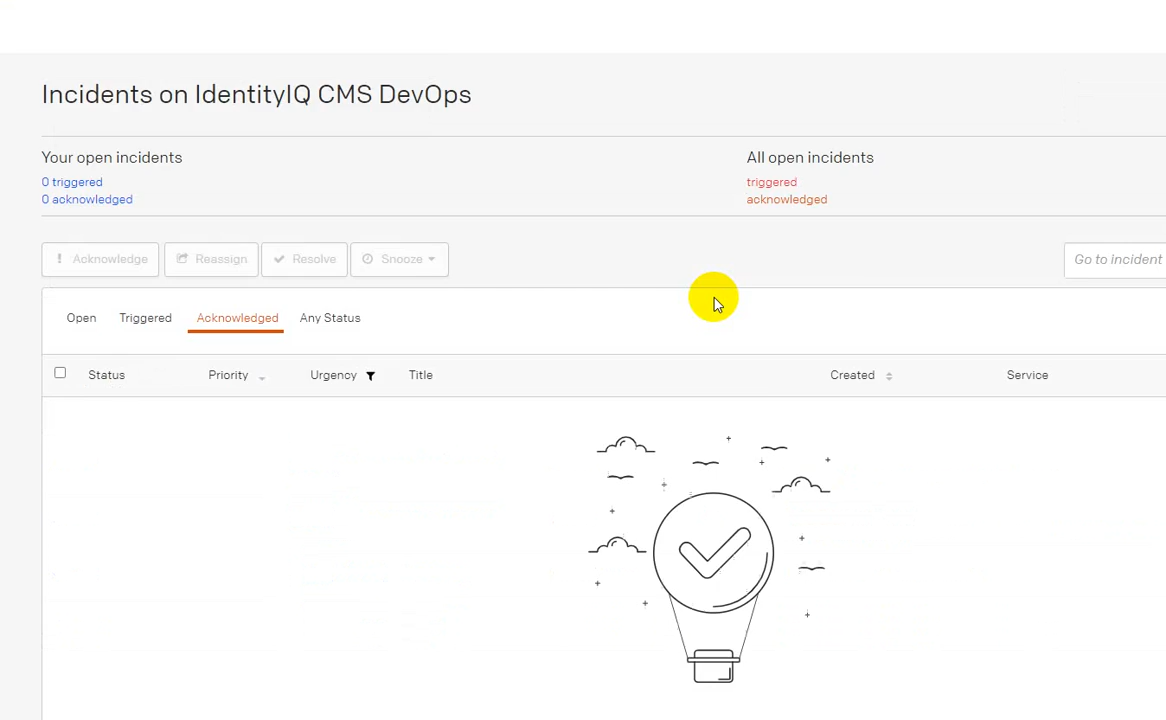 Incidents on IdentityIQ CMS DevOps
Your open incidents
0 triggered
0 acknowledged
All open incidents
triggered
acknowledged
! Acknowledge
Reassign
Resolve
Snooze
Go to incident
Open
Triggered
Acknowledged
Any Status
Status
Priority
Urgency
Title
Created
Service